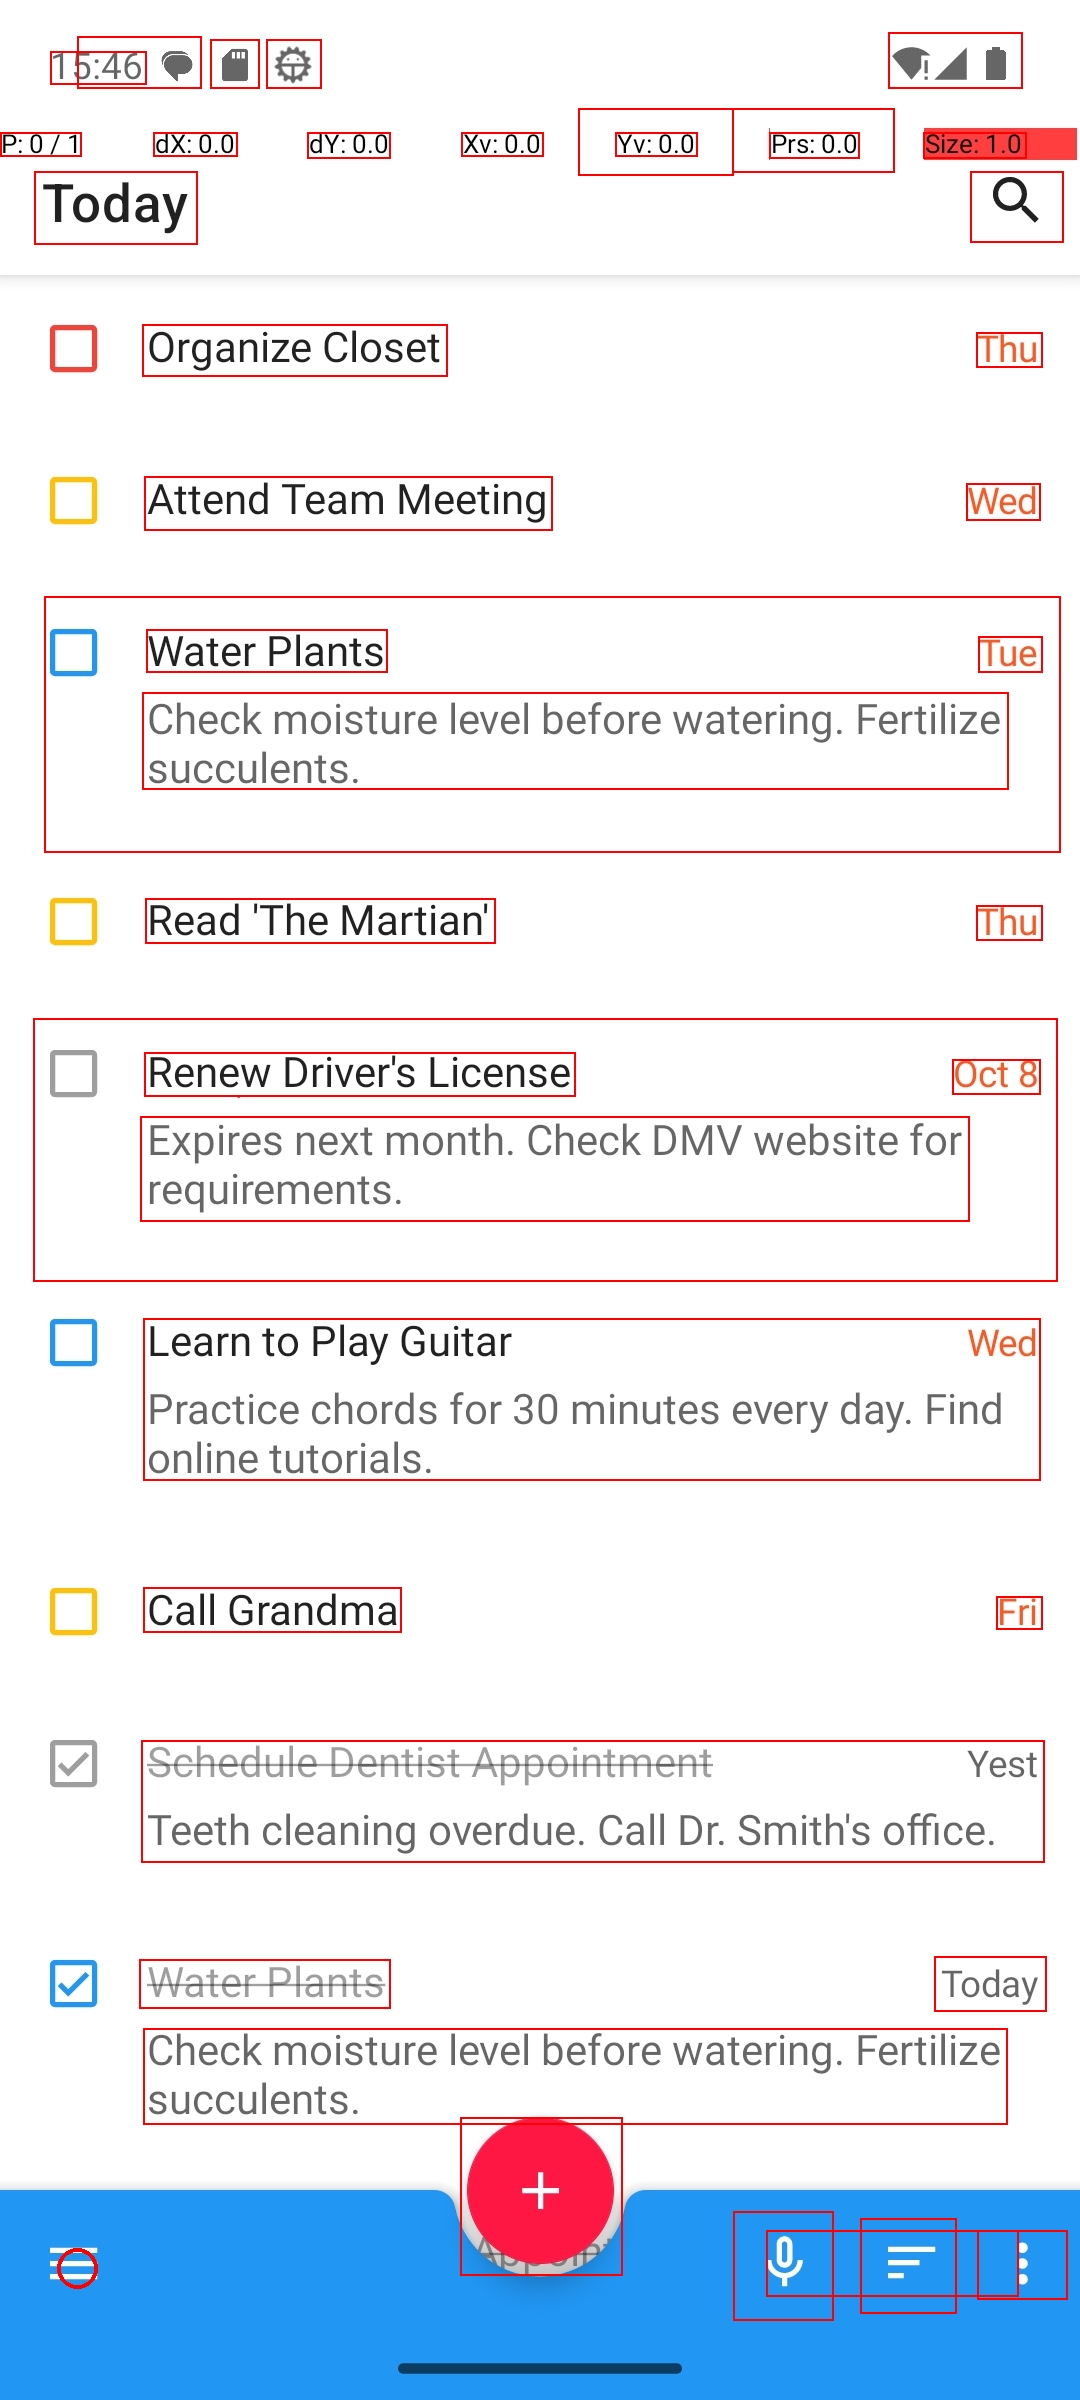 15:46
P: 0 / 1 dX: 0.0 dY: 0.0 Xv: 0.0 Yv: 0.0 Prs: 0.0 Size: 1.0
Today
Organize Closet Thu
Attend Team Meeting Wed
Water Plants Tue
Check moisture level before watering. Fertilize
succulents.
Read 'The Martian' Thu
Renew Driver's License Oct 8
Expires next month. Check DMV website for
requirements.
Learn to Play Guitar Wed
Practice chords for 30 minutes every day. Find
online tutorials.
Call Grandma Fri
Schedule Dentist Appointment Yest
Teeth cleaning overdue. Call Dr. Smith's office.
Water Plants Today
Check moisture level before watering. Fertilize
succulents.